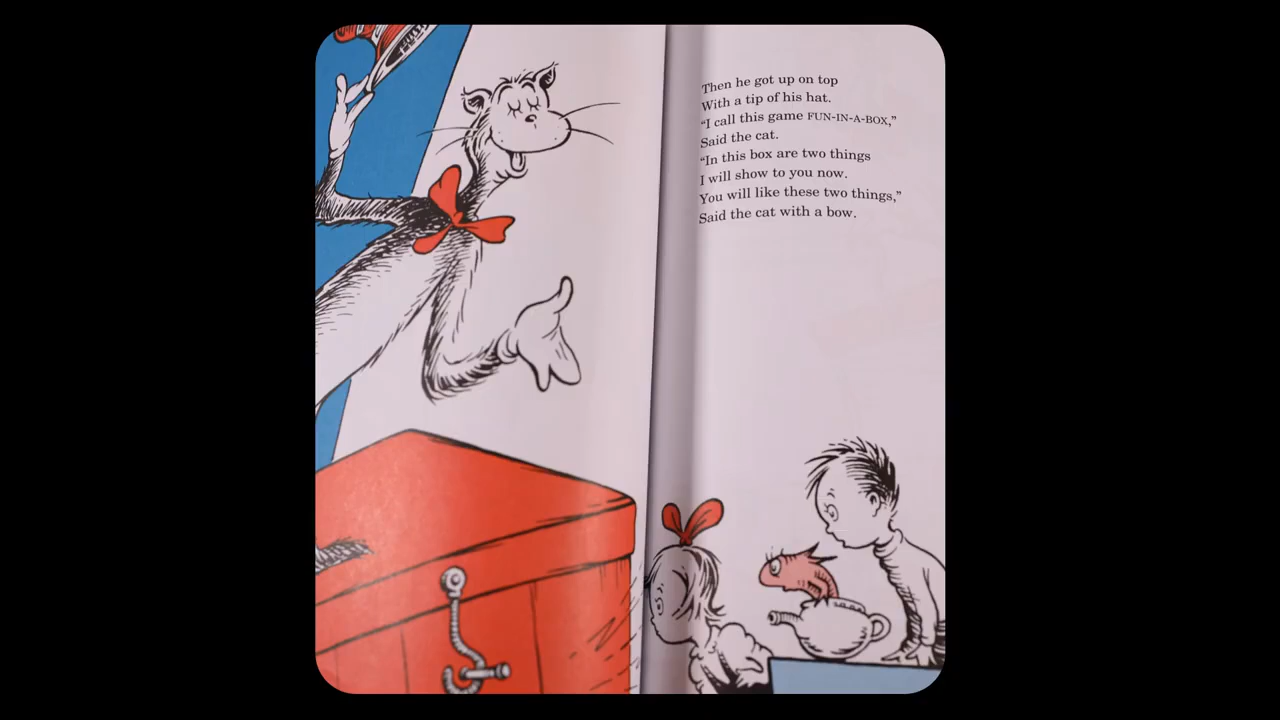 Then he got up on top
With a tip of his hat.
“I call this game FUN-IN-A-BOX,”
Said the cat.
“In this box are two things
I will show to you now.
You will like these two things,”
Said the cat with a bow.